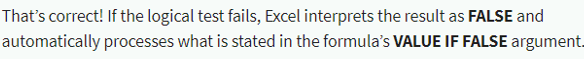 That’s correct! If the logical test fails, Excel interprets the result as FALSE and
automatically processes what is stated in the formula’s VALUE IF FALSE argument.